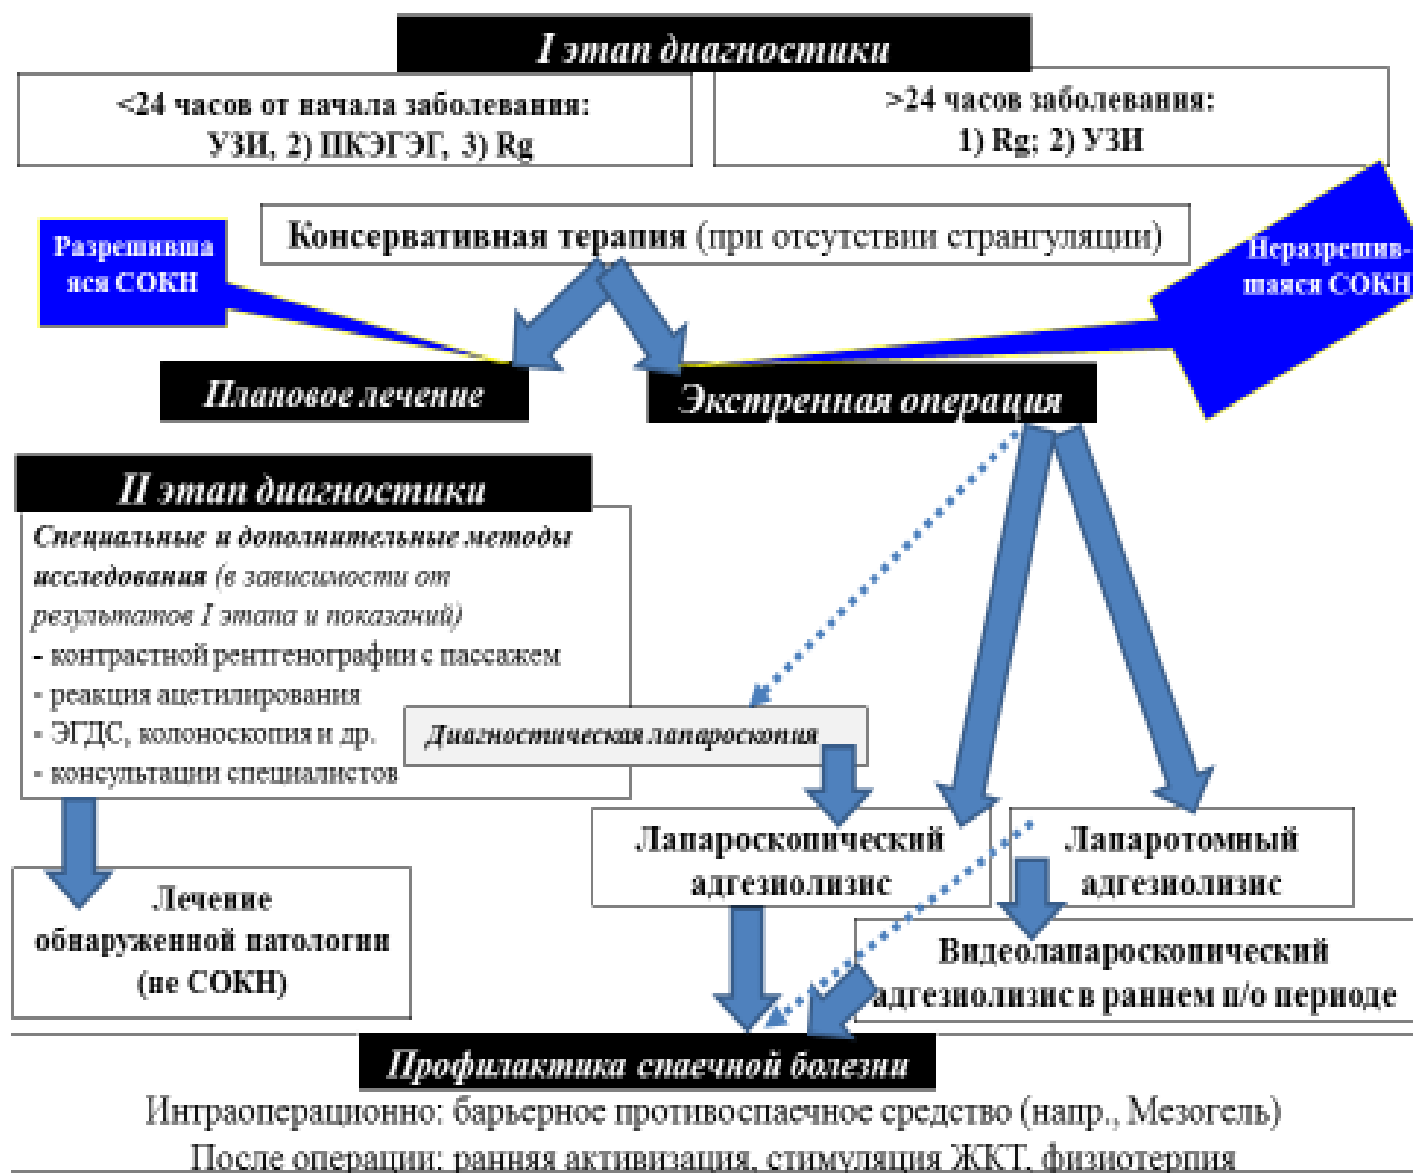 I этап диагностики
<24 часов от начала заболевания:
УЗИ, 2) ПКЭГЭГ, 3) Rg
>24 часов заболевания:
1) Rg; 2) УЗИ
Разрешивша
яся СОКН
Консервативная терапия (при отсутствии странгуляции)
Неразрешив-
шаяся СОКН
Плановое лечение
Экстренная операция
II этап диагностики
Специальные и дополнительные методы
исследования (в зависимости от
результатов I этапа и показаний)
- контрастной рентгенографии с пассажем
- реакция ацетилирования
- ЭГДС, колоноскопия и др.
- консультации специалистов
Диагностическая лапароскопия
Лапароскопический
адгезиолизис
Лапаротомный
адгезиолизис
Лечение
обнаруженной патологии
(не СОКН)
Видеолапароскопический
адгезиолизис в раннем п/о периоде
Профилактика спаечной болезни
Интраоперационно: барьерное противоспаечное средство (напр., Мезогель)
После операции: ранняя активизация, стимуляция ЖКТ, физиотерпия